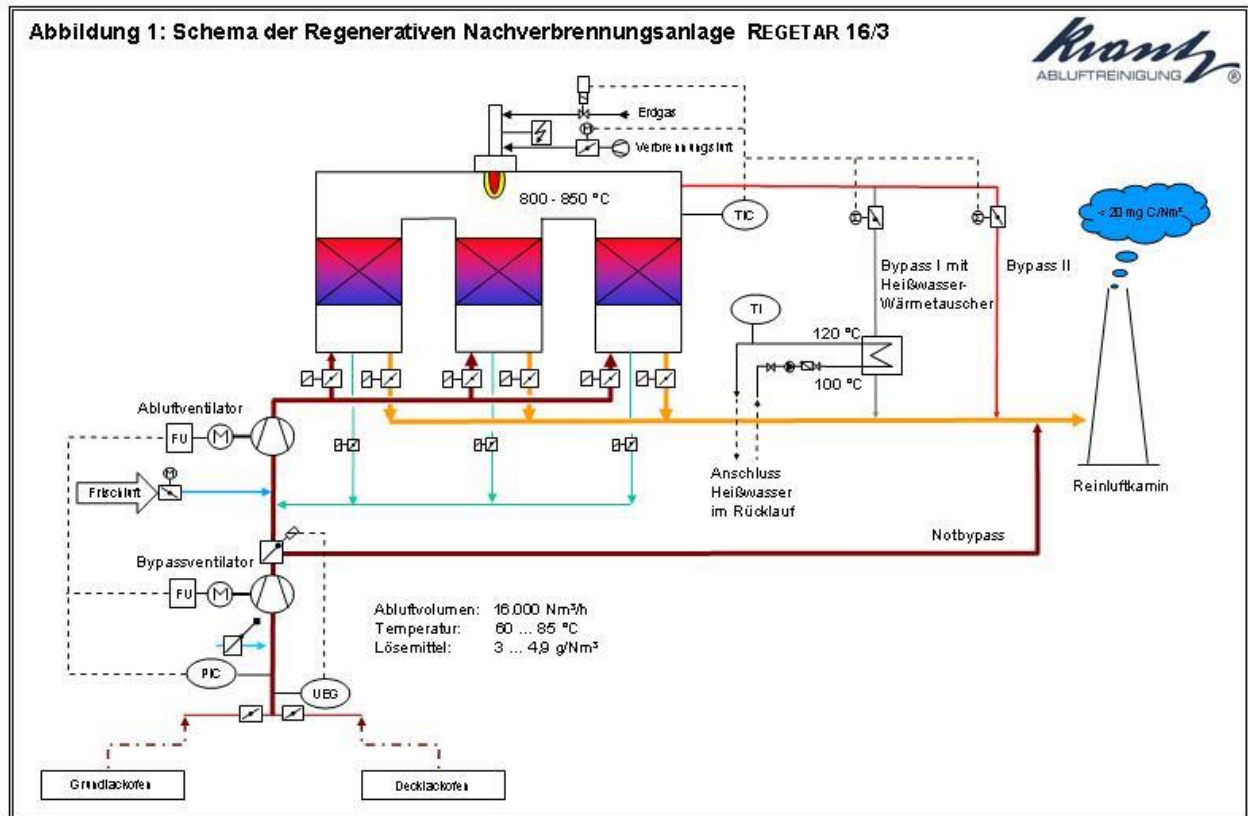 Abbildung 1: Schema der Regenerativen Nachverbrennungsanlage REGETAR 16/3
Krantz
ABLUFTREINIGUNG ®
Erdgas
M
Verbrennungsluft
800 - 850 °C
TIC
M
M
< 20 mg C/Nm³
Bypass I mit
Heißwasser-
Wärmetauscher
Bypass II
TI
120 °C
100 °C
Abluftventilator
FU
M
Anschluss
Heißwasser
im Rücklauf
Reinluftkamin
M
Frischluft
Notbypass
Bypassventilator
FU
M
Abluftvolumen: 16.000 Nm³/h
Temperatur: 60 ... 85 °C
Lösemittel: 3 ... 4,9 g/Nm³
PIC
UEG
Grundlackofen
Decklackofen